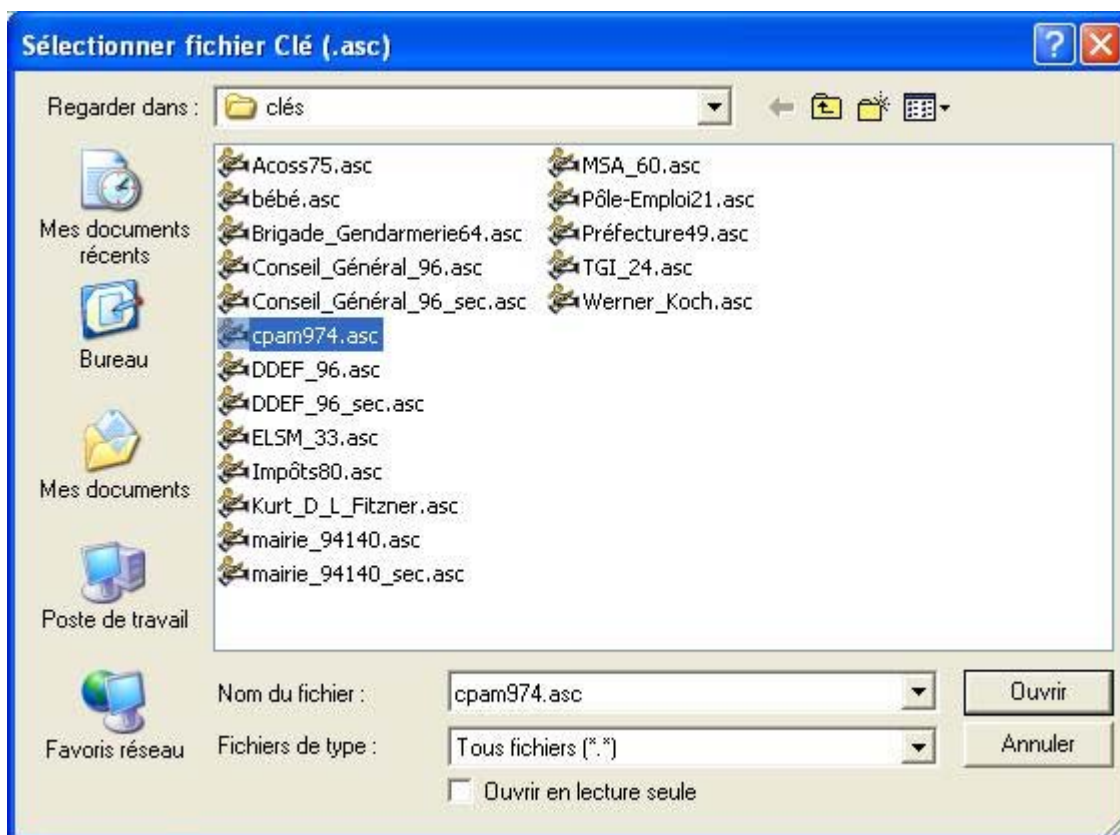 Sélectionner fichier Clé (.asc)
Regarder dans :
clés
Mes documents récents
Bureau
Mes documents
Poste de travail
Favoris réseau
Acoss75.asc
bébé.asc
Brigade_Gendarmerie64.asc
Conseil_Général_96.asc
Conseil_Général_96_sec.asc
cpam974.asc
DDEF_96.asc
DDEF_96_sec.asc
ELSM_33.asc
Impôts80.asc
Kurt_D_L_Fitzner.asc
mairie_94140.asc
mairie_94140_sec.asc
MSA_60.asc
Pôle-Emploi21.asc
Préfecture49.asc
TGI_24.asc
Werner_Koch.asc
Nom du fichier :
cpam974.asc
Ouvrir
Fichiers de type :
Tous fichiers (*.*)
Annuler
Ouvrir en lecture seule